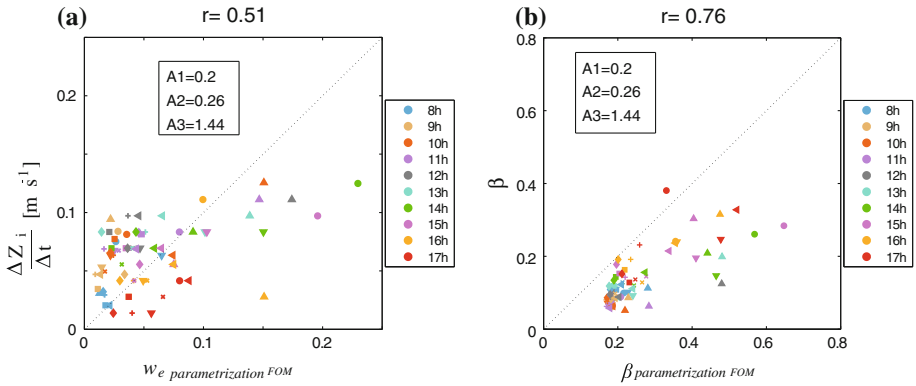 (a)
r= 0.51
A1=0.2
A2=0.26
A3=1.44
0.2
0.1
0
ΔZ i
Δt
[m s⁻¹]
0
0.1
0.2
w e parametrization FOM
8h
9h
10h
11h
12h
13h
14h
15h
16h
17h
(b)
r= 0.76
A1=0.2
A2=0.26
A3=1.44
0.8
0.6
0.4
0.2
0
β
0
0.2
0.4
0.6
0.8
β parametrization FOM
8h
9h
10h
11h
12h
13h
14h
15h
16h
17h